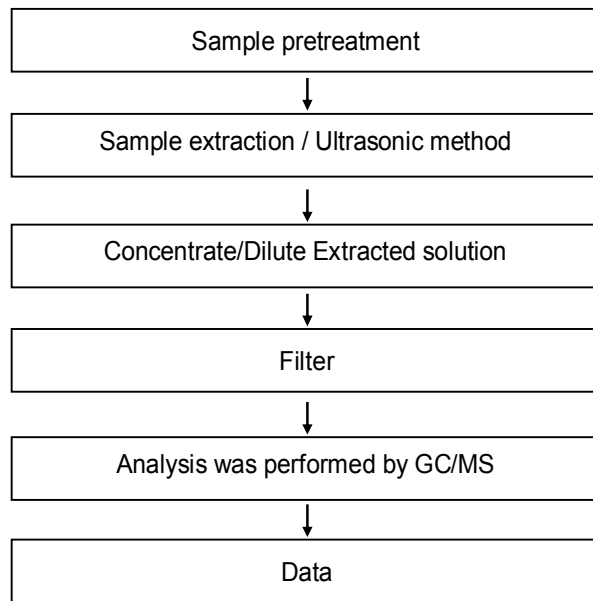 Sample pretreatment
Sample extraction / Ultrasonic method
Concentrate/Dilute Extracted solution
Filter
Analysis was performed by GC/MS
Data